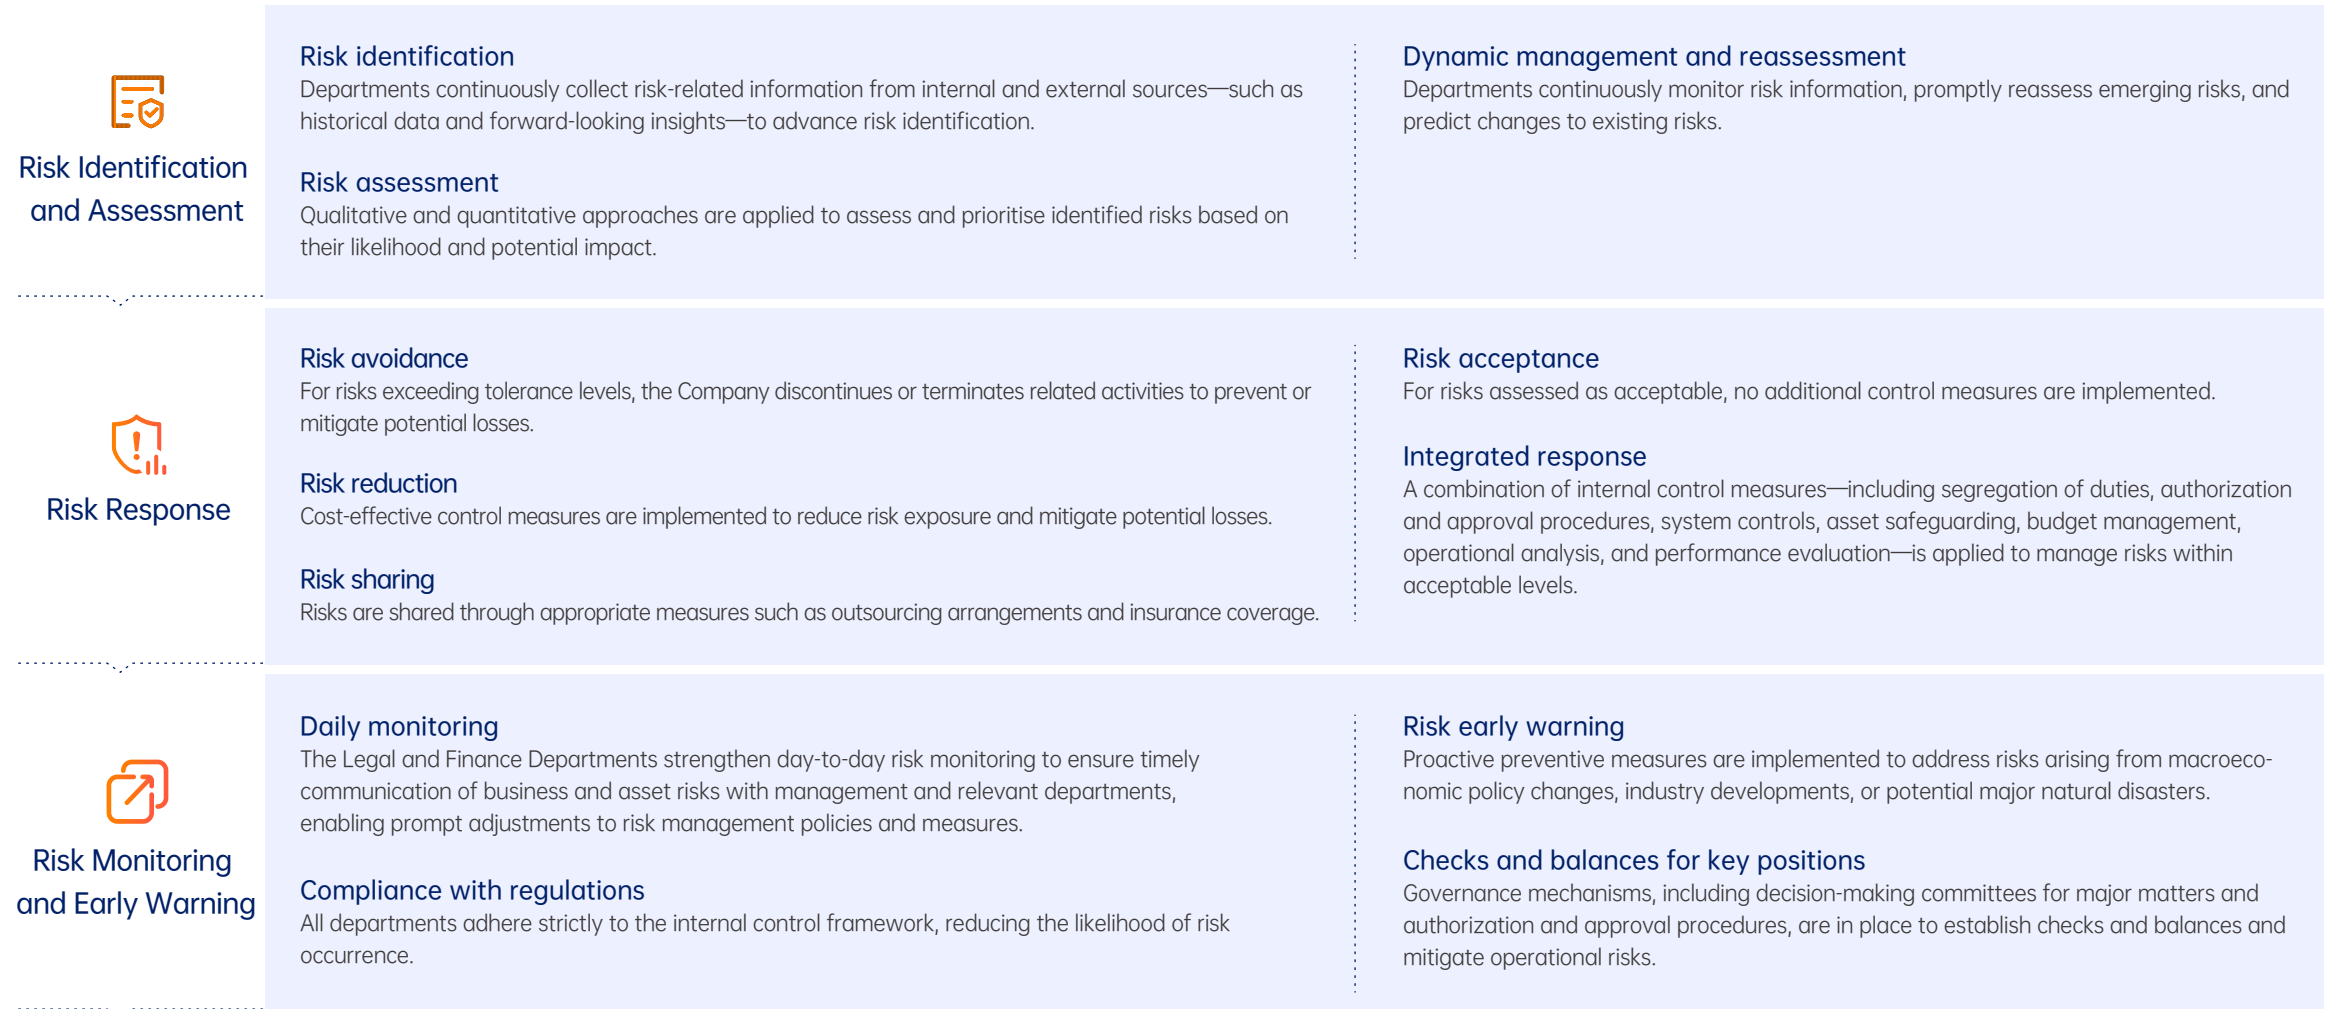 Risk Identification
and Assessment
Risk identification
Departments continuously collect risk-related information from internal and external sources—such as
historical data and forward-looking insights—to advance risk identification.
Risk assessment
Qualitative and quantitative approaches are applied to assess and prioritise identified risks based on
their likelihood and potential impact.
Dynamic management and reassessment
Departments continuously monitor risk information, promptly reassess emerging risks, and
predict changes to existing risks.
Risk Response
Risk avoidance
For risks exceeding tolerance levels, the Company discontinues or terminates related activities to prevent or
mitigate potential losses.
Risk reduction
Cost-effective control measures are implemented to reduce risk exposure and mitigate potential losses.
Risk sharing
Risks are shared through appropriate measures such as outsourcing arrangements and insurance coverage.
Risk acceptance
For risks assessed as acceptable, no additional control measures are implemented.
Integrated response
A combination of internal control measures—including segregation of duties, authorization
and approval procedures, system controls, asset safeguarding, budget management,
operational analysis, and performance evaluation—is applied to manage risks within
acceptable levels.
Risk Monitoring
and Early Warning
Daily monitoring
The Legal and Finance Departments strengthen day-to-day risk monitoring to ensure timely
communication of business and asset risks with management and relevant departments,
enabling prompt adjustments to risk management policies and measures.
Compliance with regulations
All departments adhere strictly to the internal control framework, reducing the likelihood of risk
occurrence.
Risk early warning
Proactive preventive measures are implemented to address risks arising from macroeco-
nomic policy changes, industry developments, or potential major natural disasters.
Checks and balances for key positions
Governance mechanisms, including decision-making committees for major matters and
authorization and approval procedures, are in place to establish checks and balances and
mitigate operational risks.